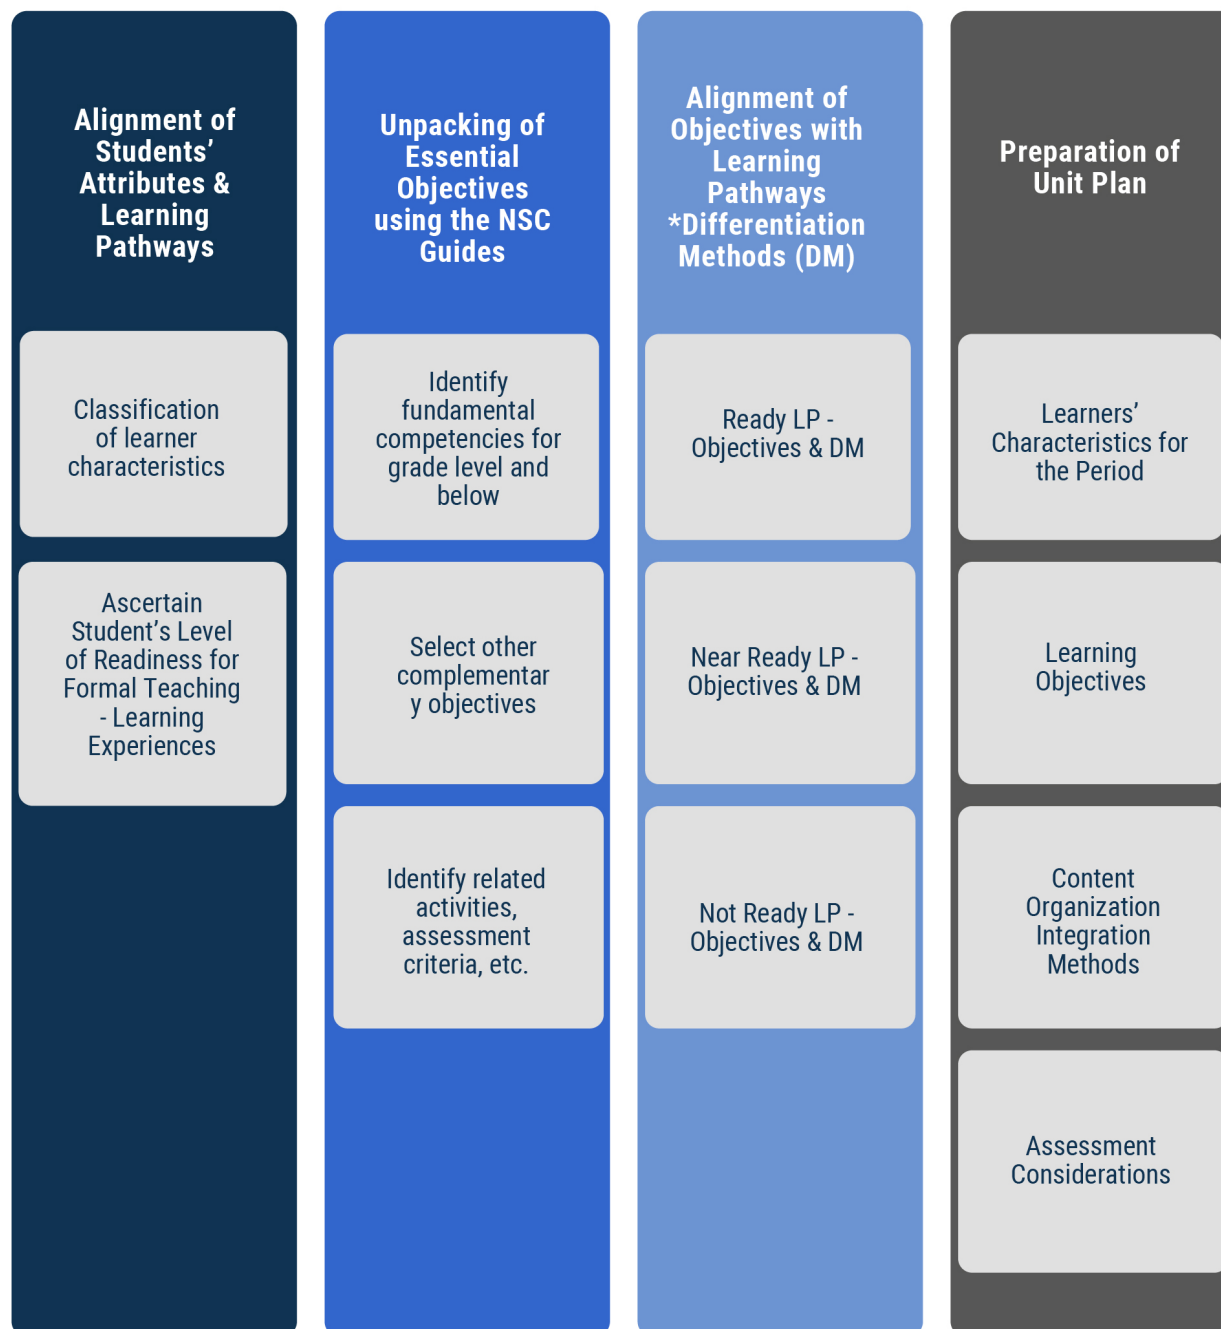 Alignment of
Students’
Attributes &
Learning
Pathways
Classification
of learner
characteristics
Ascertain
Student’s Level
of Readiness for
Formal Teaching
- Learning
Experiences
Unpacking of
Essential
Objectives
using the NSC
Guides
Identify
fundamental
competencies for
grade level and
below
Select other
complementar
y objectives
Identify related
activities,
assessment
criteria, etc.
Alignment of
Objectives with
Learning
Pathways
*Differentiation
Methods (DM)
Ready LP -
Objectives & DM
Near Ready LP -
Objectives & DM
Not Ready LP -
Objectives & DM
Preparation of
Unit Plan
Learners’
Characteristics for
the Period
Learning
Objectives
Content
Organization
Integration
Methods
Assessment
Considerations